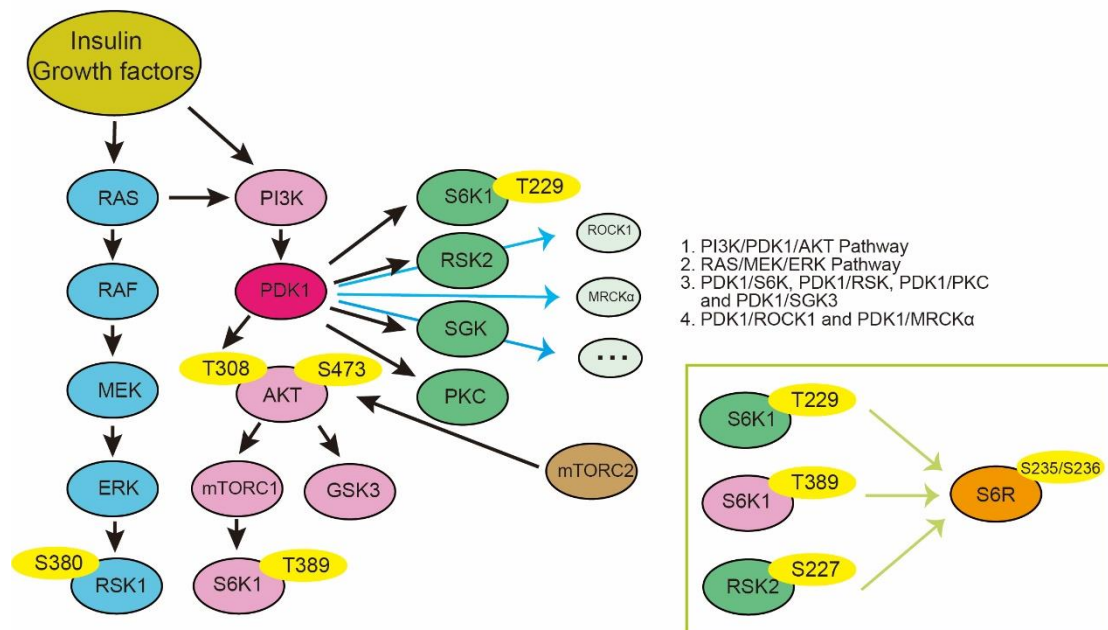 Insulin
Growth factors
RAS
PI3K
S6K1
T229
ROCK1
RAF
PDK1
RSK2
MRCKα
SGK
...
T308
S473
MEK
AKT
PKC
ERK
mTORC1
GSK3
mTORC2
S380
RSK1
S6K1
T389
1. PI3K/PDK1/AKT Pathway
2. RAS/MEK/ERK Pathway
3. PDK1/S6K, PDK1/RSK, PDK1/PKC
and PDK1/SGK3
4. PDK1/ROCK1 and PDK1/MRCKα
S6K1
T229
S6K1
T389
RSK2
S227
S6R
S235/S236